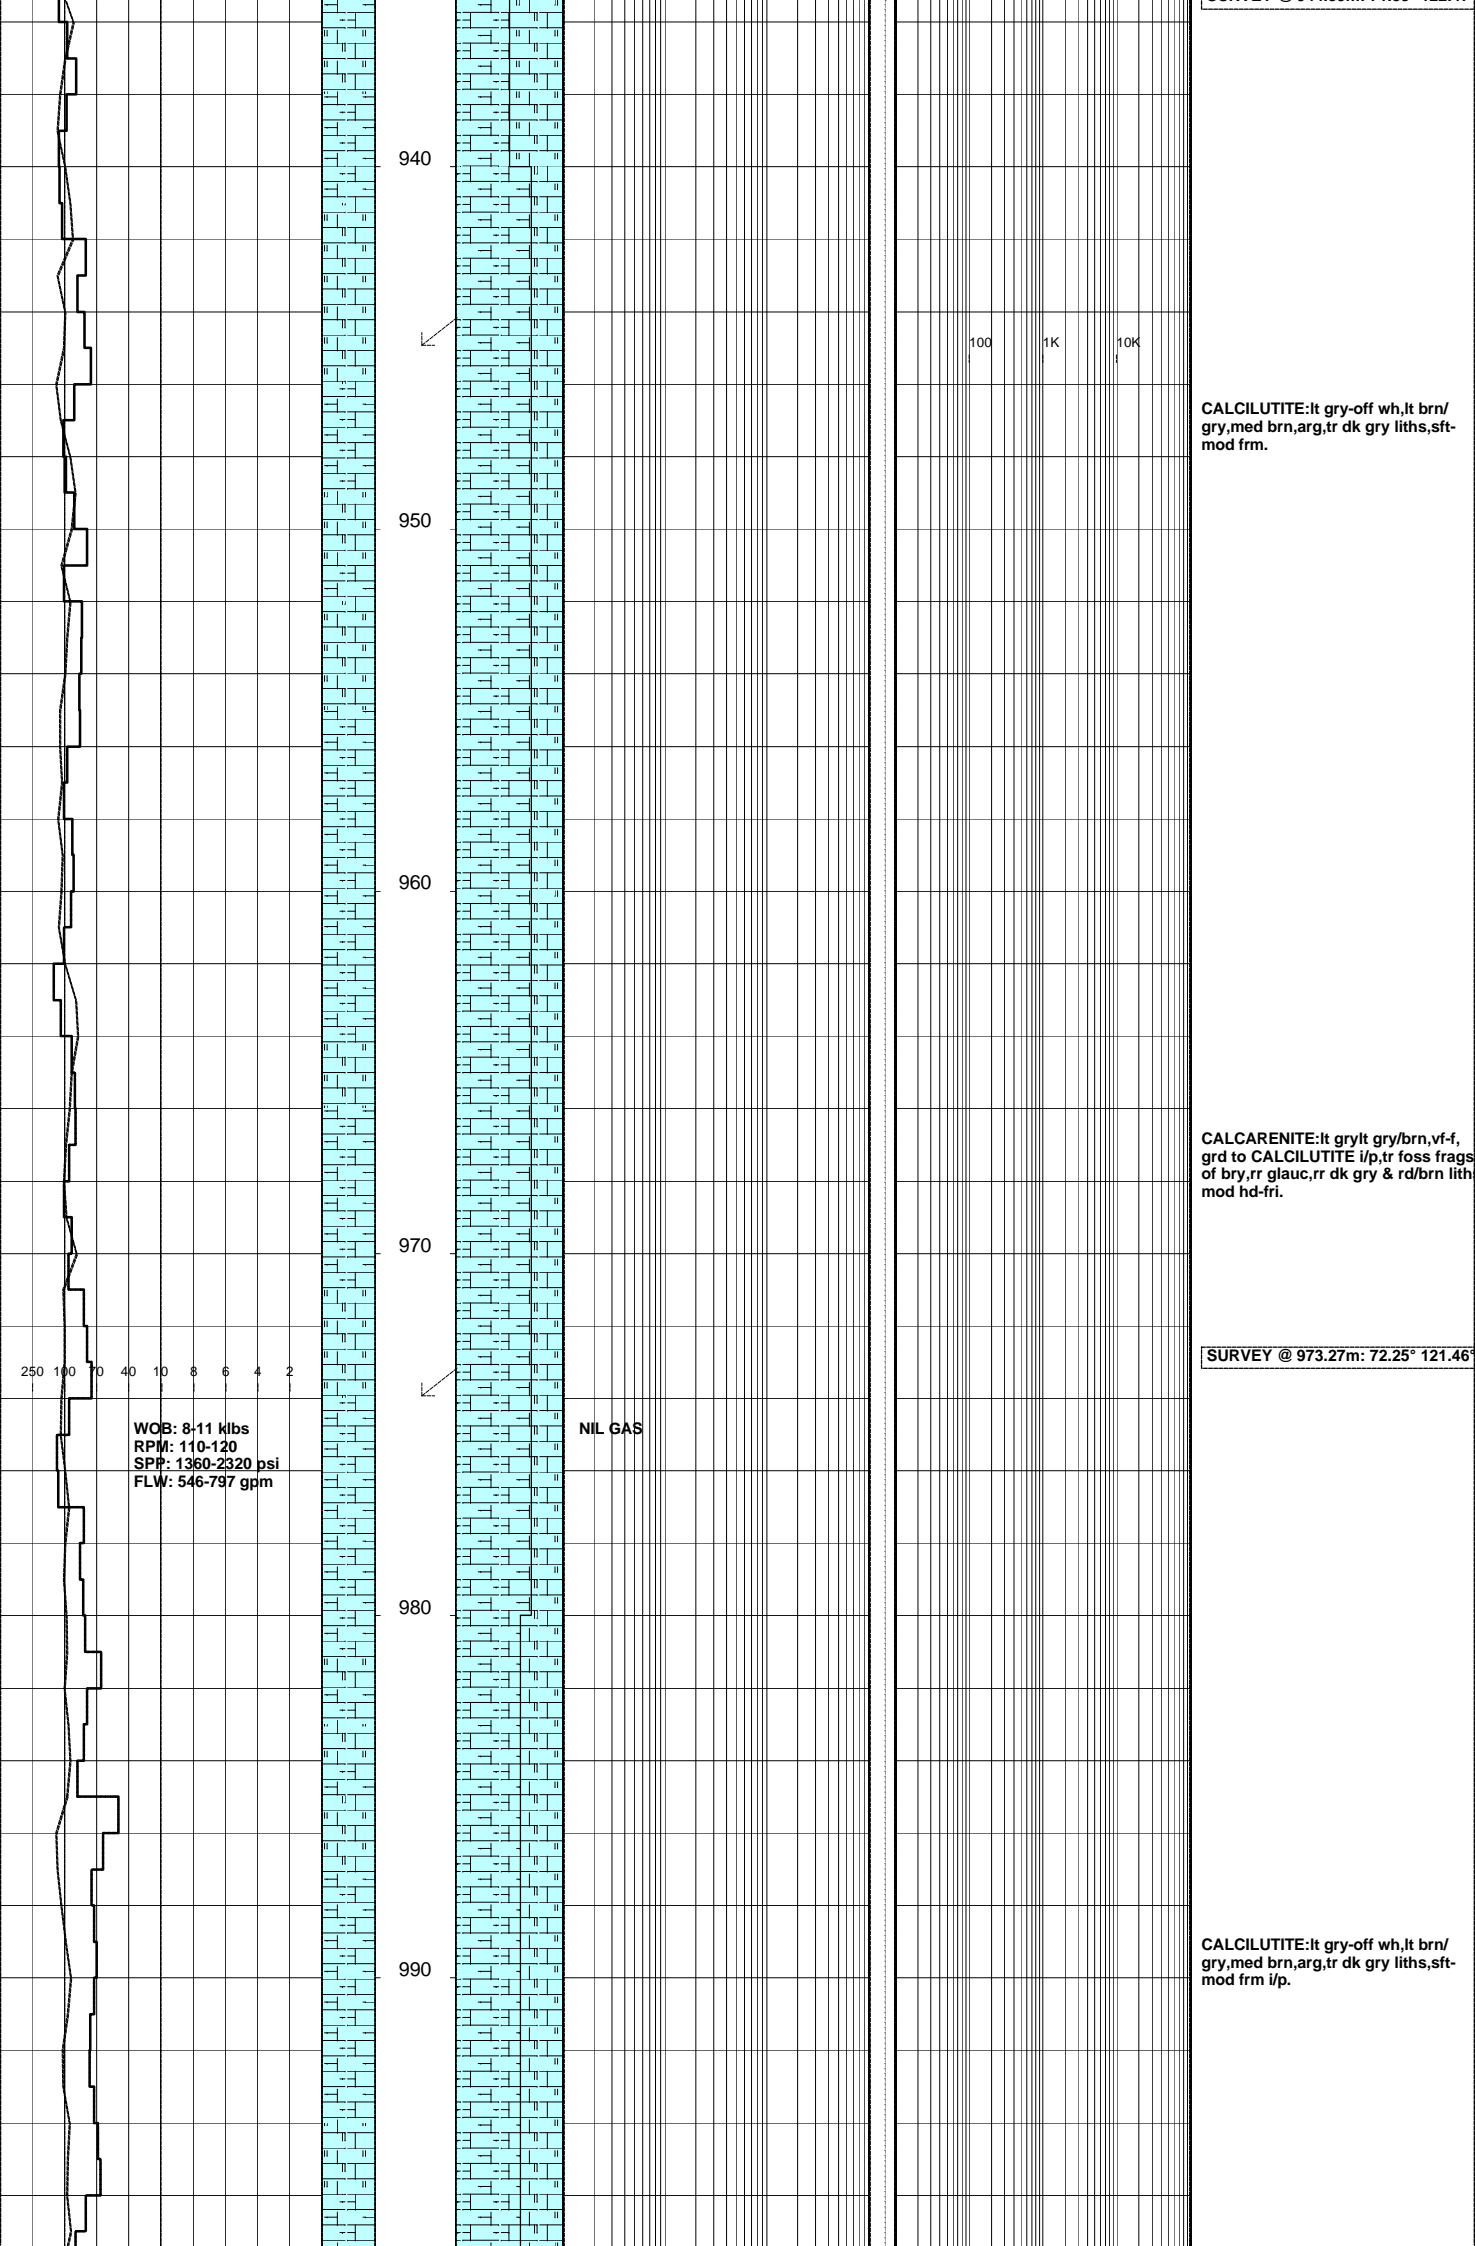 940
100 1K 10K
CALCILUTITE:lt gry-off wh,lt brn/
gry,med brn,arg,tr dk gry liths,sft-
mod frm.
950
960
CALCARENITE:lt grylt gry/brn,vf-f,
grd to CALCILUTITE i/p,tr foss frags
of bry,rr glauc,rr dk gry & rd/brn lith
mod hd-fri.
970
SURVEY @ 973.27m: 72.25° 121.46°
250 100 70 40 10 8 6 4 2
WOB: 8-11 klbs
RPM: 110-120
SPP: 1360-2320 psi
FLW: 546-797 gpm
NIL GAS
980
CALCILUTITE:lt gry-off wh,lt brn/
gry,med brn,arg,tr dk gry liths,sft-
mod frm i/p.
990